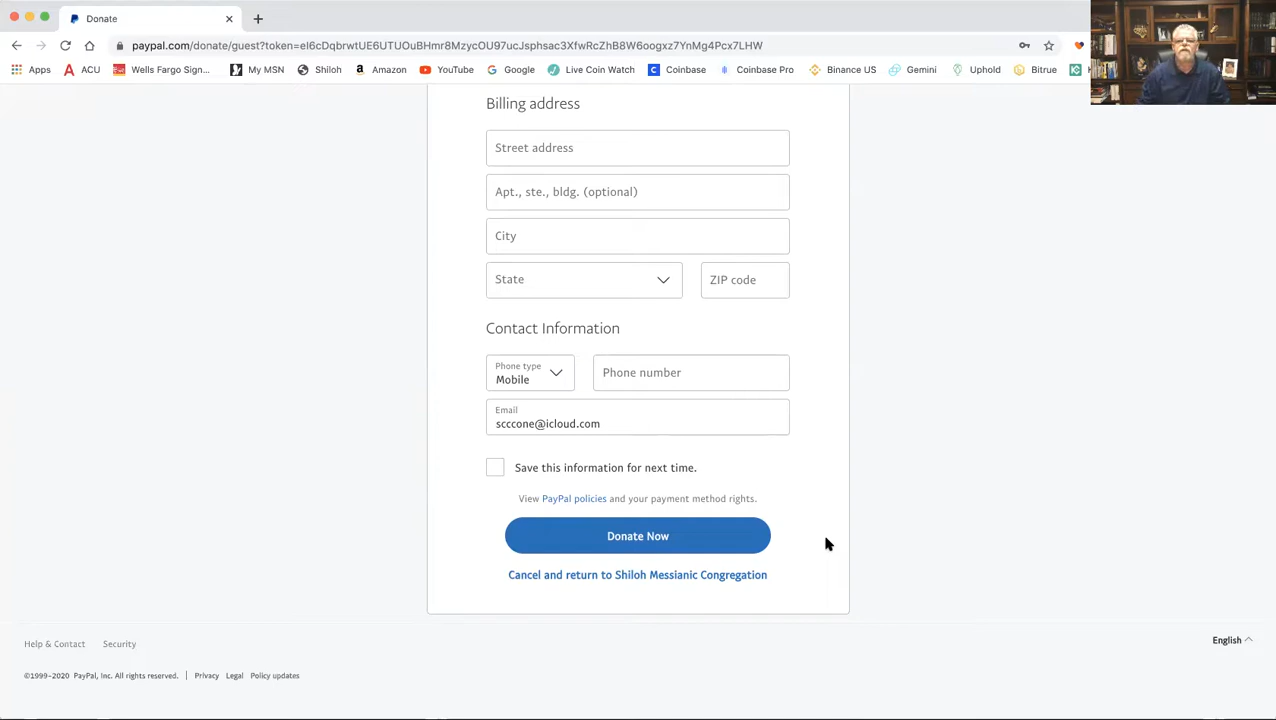 Donate
paypal.com/donate/guest?token=eI6cDqbrwtUE6UTUOuBHmr8MzycOU97ucJsphsac3XfwRcZhB8W6oogxz7YnMg4Pcx7LHW
Apps ACU Wells Fargo Sign... My MSN Shiloh Amazon YouTube Google Live Coin Watch Coinbase Coinbase Pro Binance US Gemini Uphold Bitrue
Billing address
Street address
Apt., ste., bldg. (optional)
City
State ZIP code
Contact Information
Phone type
Mobile
Phone number
Email
scccone@icloud.com
Save this information for next time.
View PayPal policies and your payment method rights.
Donate Now
Cancel and return to Shiloh Messianic Congregation
Help & Contact Security
English
©1999-2020 PayPal, Inc. All rights reserved. | Privacy Legal Policy updates